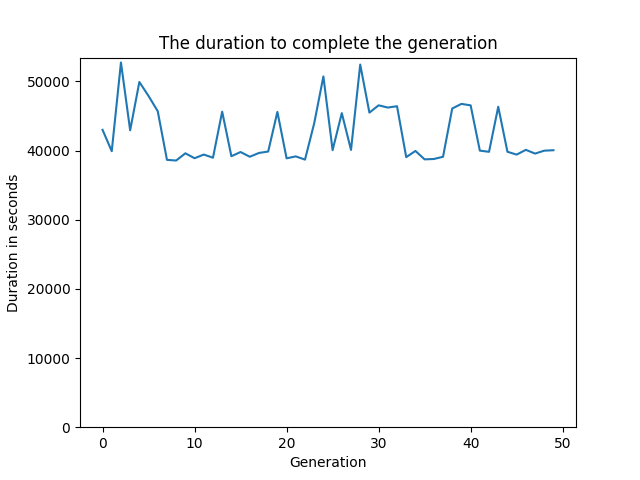 The duration to complete the generation
Duration in seconds
50000
40000
30000
20000
10000
0
0 10 20 30 40 50
Generation